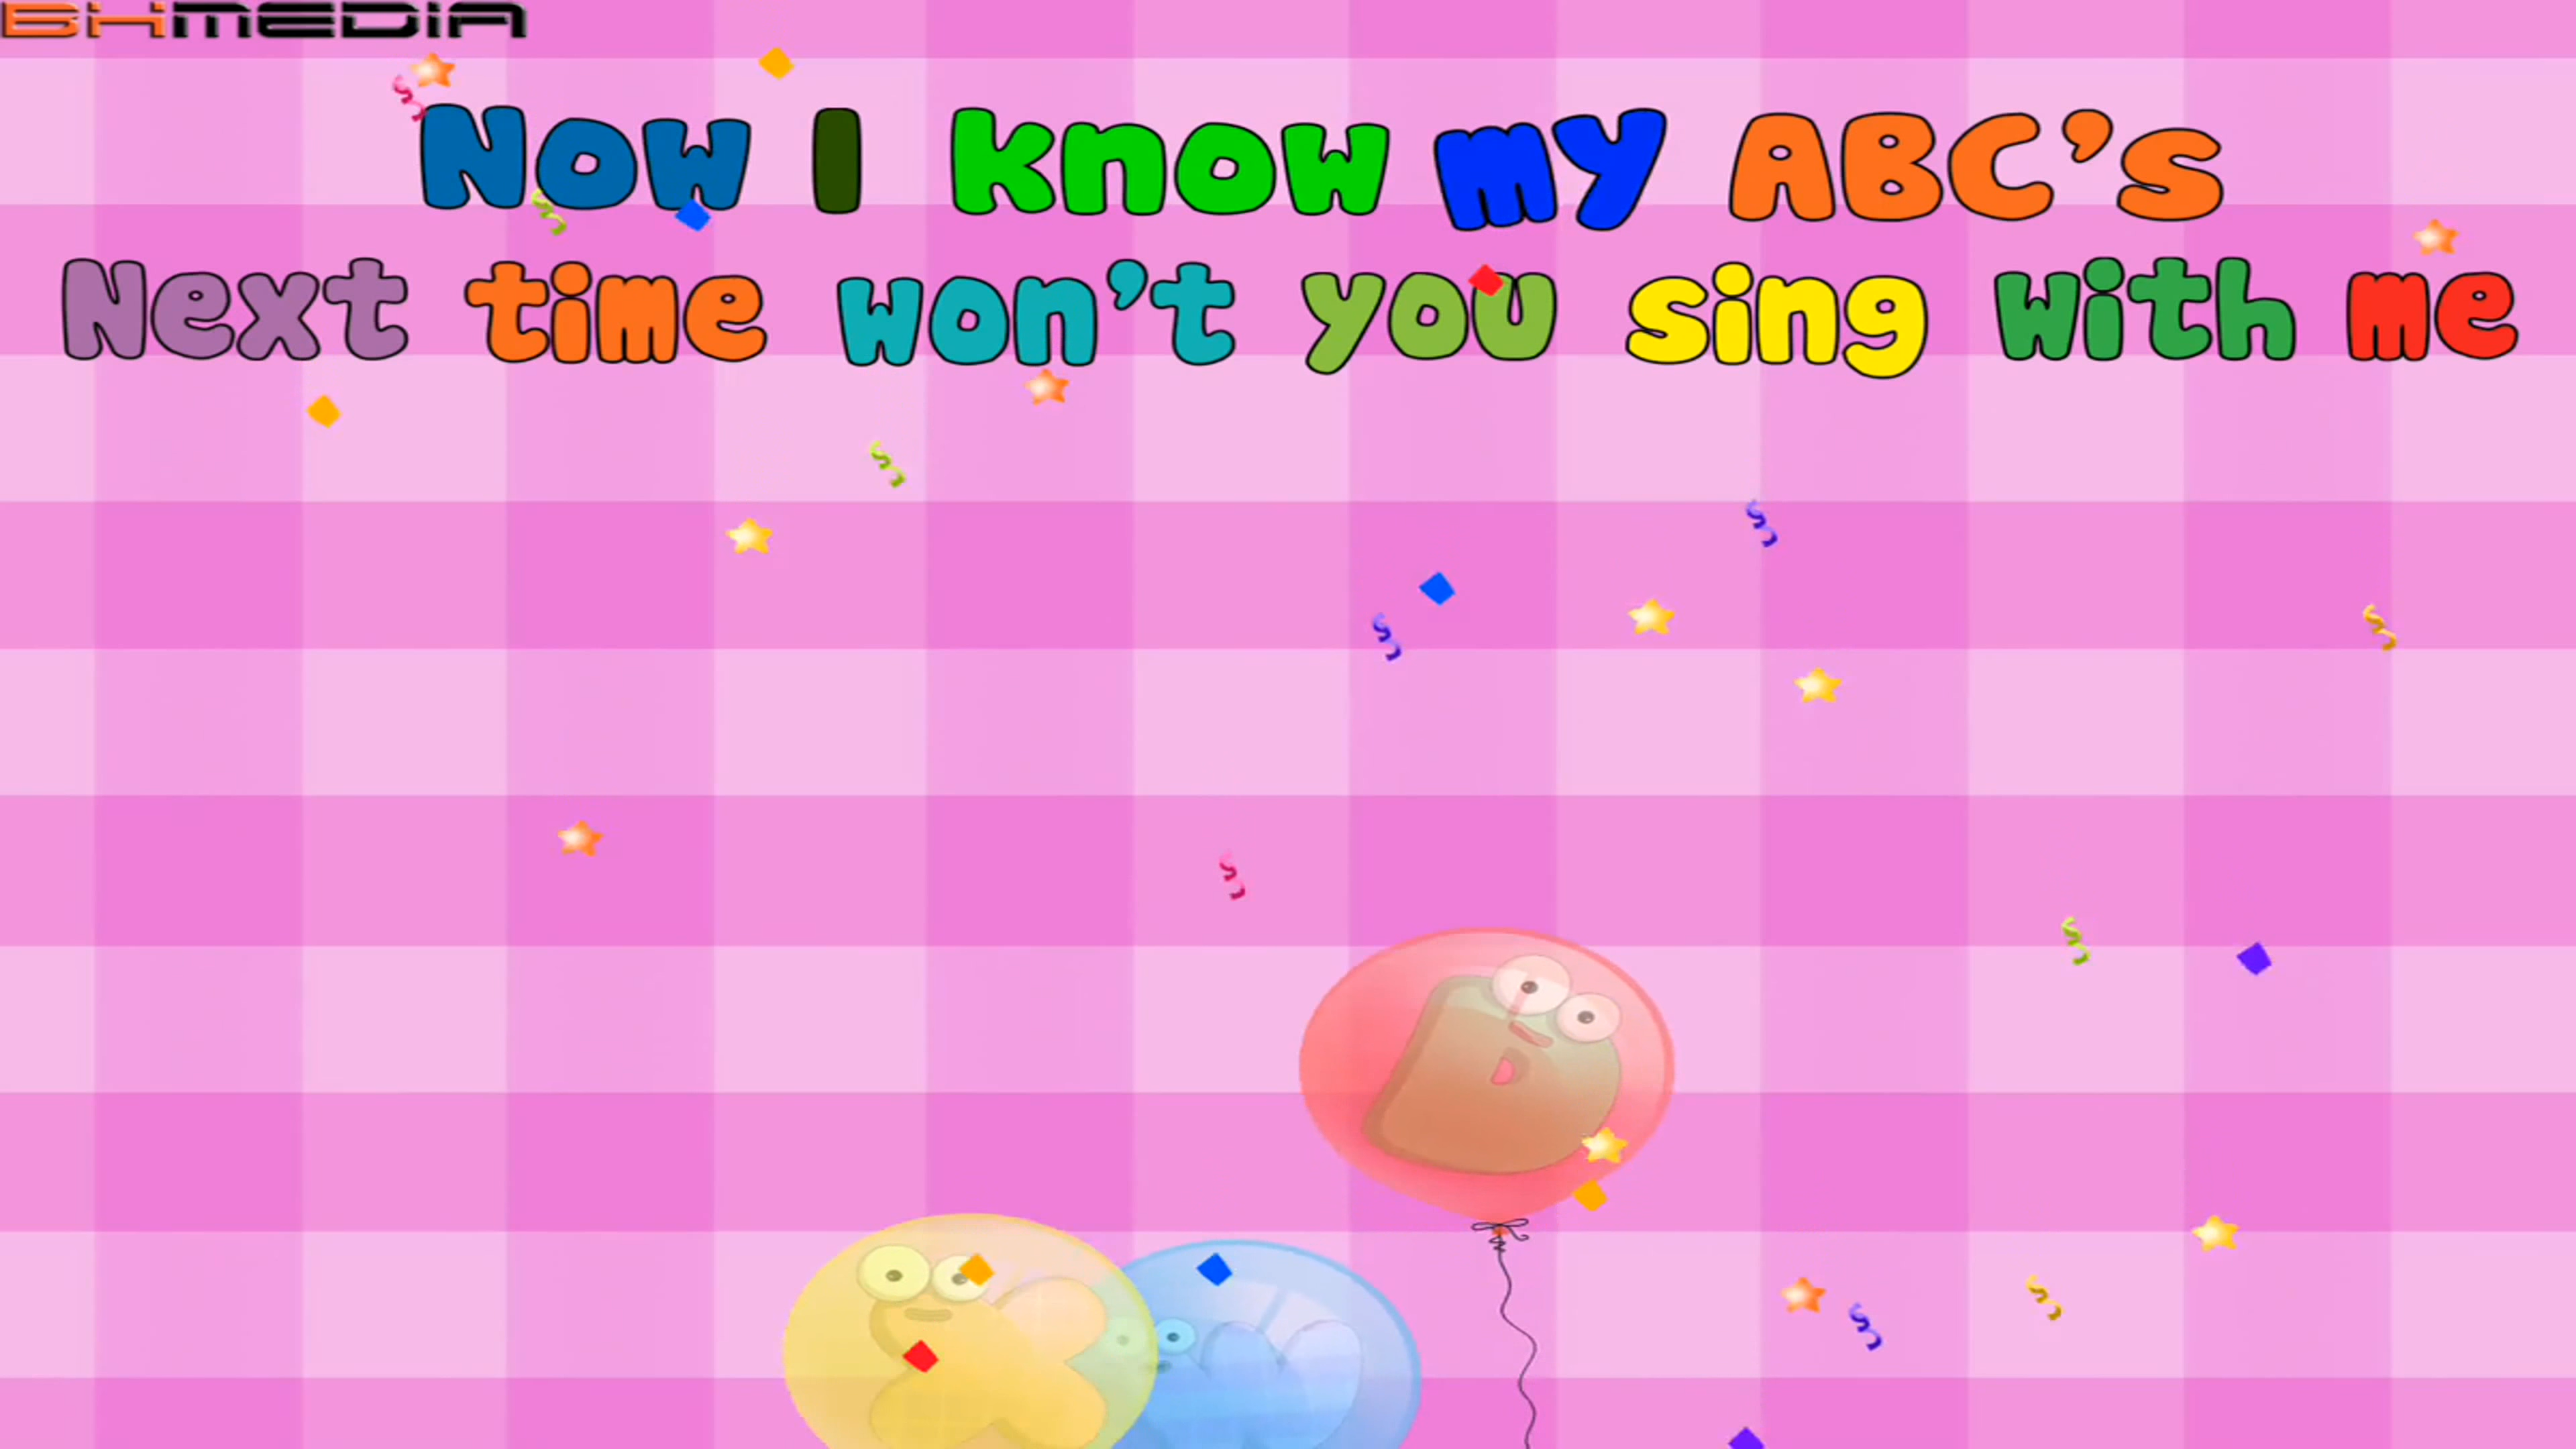 BHMEDIA
Now I know my ABC's
Next time won't you sing with me
D
X
W